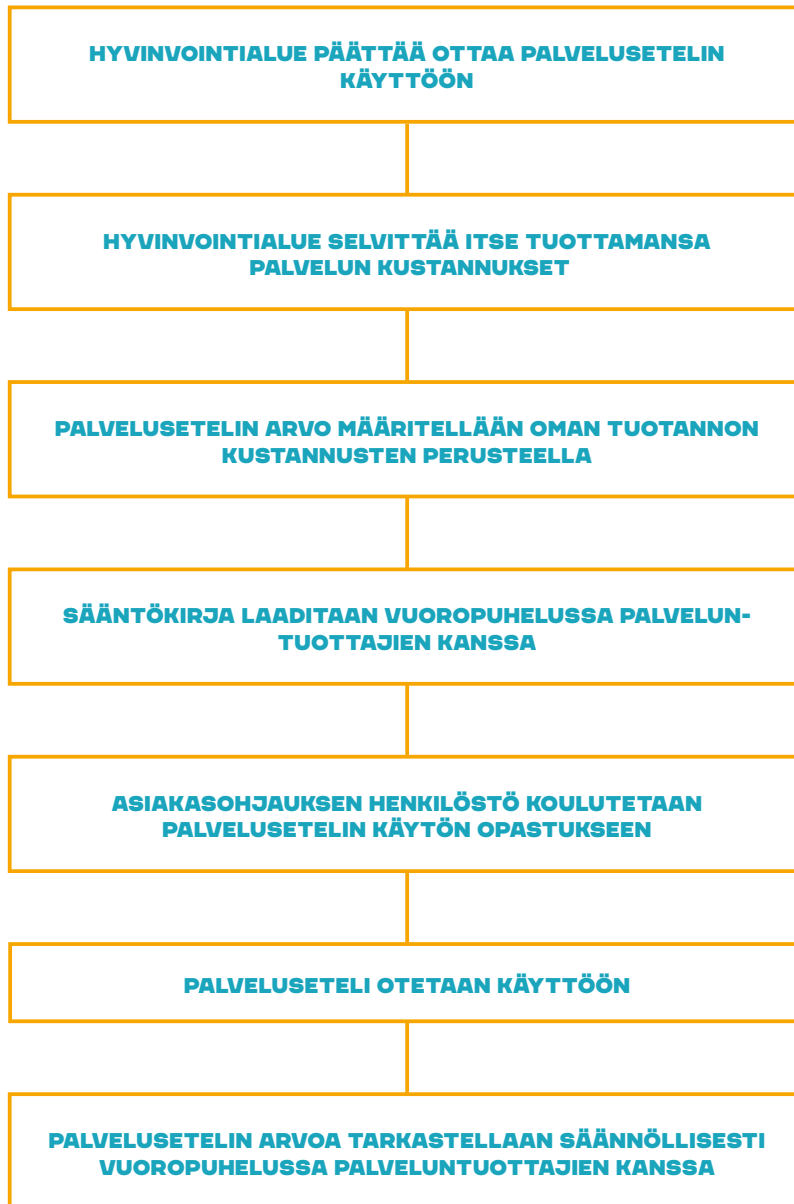 HYVINVOINTIALUE PÄÄTTÄÄ OTTAA PALVELUSETELIN
KÄYTTÖÖN
HYVINVOINTIALUE SELVITTÄÄ ITSE TUOTTAMANSA
PALVELUN KUSTANNUKSET
PALVELUSETELIN ARVO MÄÄRITELLÄÄN OMAN TUOTANNON
KUSTANNUSTEN PERUSTEELLA
SÄÄNTÖKIRJA LAADITAAN VUOROPUHELUSSA PALVELUN-
TUOTTAJIEN KANSSA
ASIAKASOHJAUKSEN HENKILÖSTÖ KOULUTETAAN
PALVELUSETELIN KÄYTÖN OPASTUKSEEN
PALVELUSETELI OTETAAN KÄYTTÖÖN
PALVELUSETELIN ARVOA TARKASTELLAAN SÄÄNNÖLLISESTI
VUOROPUHELUSSA PALVELUNTUOTTAJIEN KANSSA